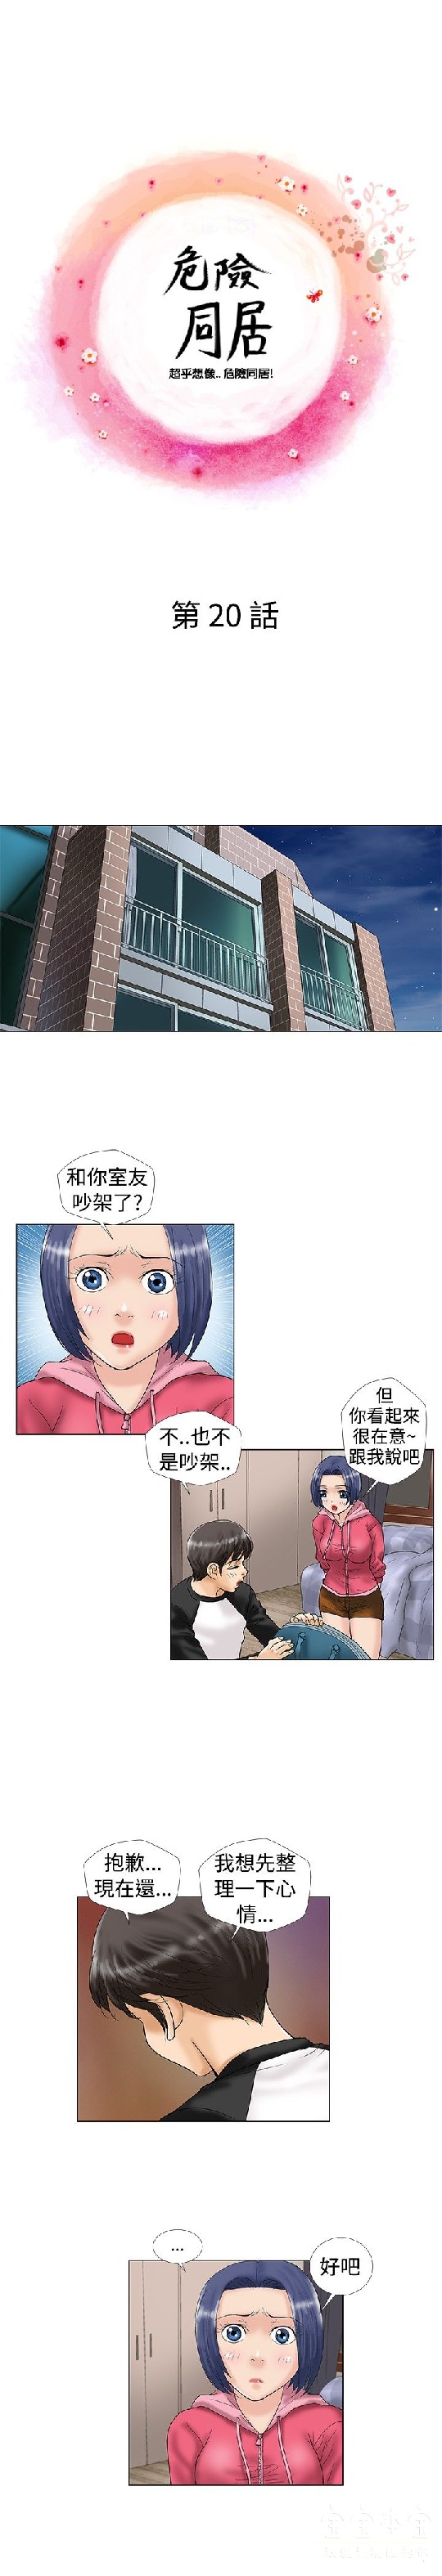 危險
同居
超乎想像.. 危險同居!
第 20 話
和你室友
吵架了?
不..也不
是吵架..
但
你看起來
很在意~
跟我說吧
抱歉...
現在還...
我想先整
理一下心
情...
...
好吧